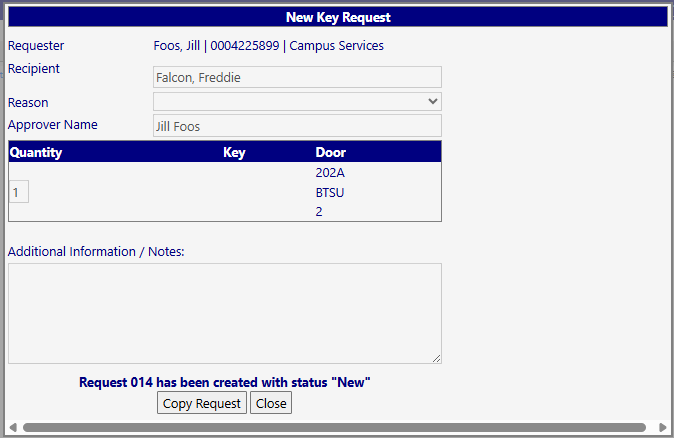 New Key Request
Requester Foos, Jill | 0004225899 | Campus Services
Recipient Falcon, Freddie
Reason
Approver Name Jill Foos
Quantity Key Door
202A
1 BTSU
2
Additional Information / Notes:
Request 014 has been created with status "New"
Copy Request Close